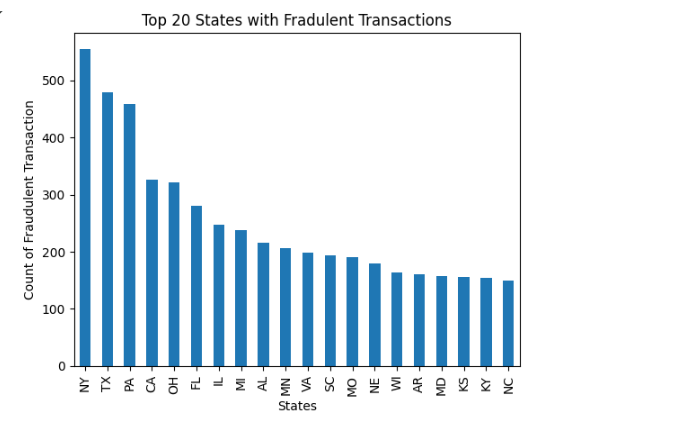 Top 20 States with Fradulent Transactions
Count of Fraudulent Transaction
500
400
300
200
100
0
NY TX PA CA OH FL IL MI AL MN VA SC MO NE WI AR MD KS KY NC
States